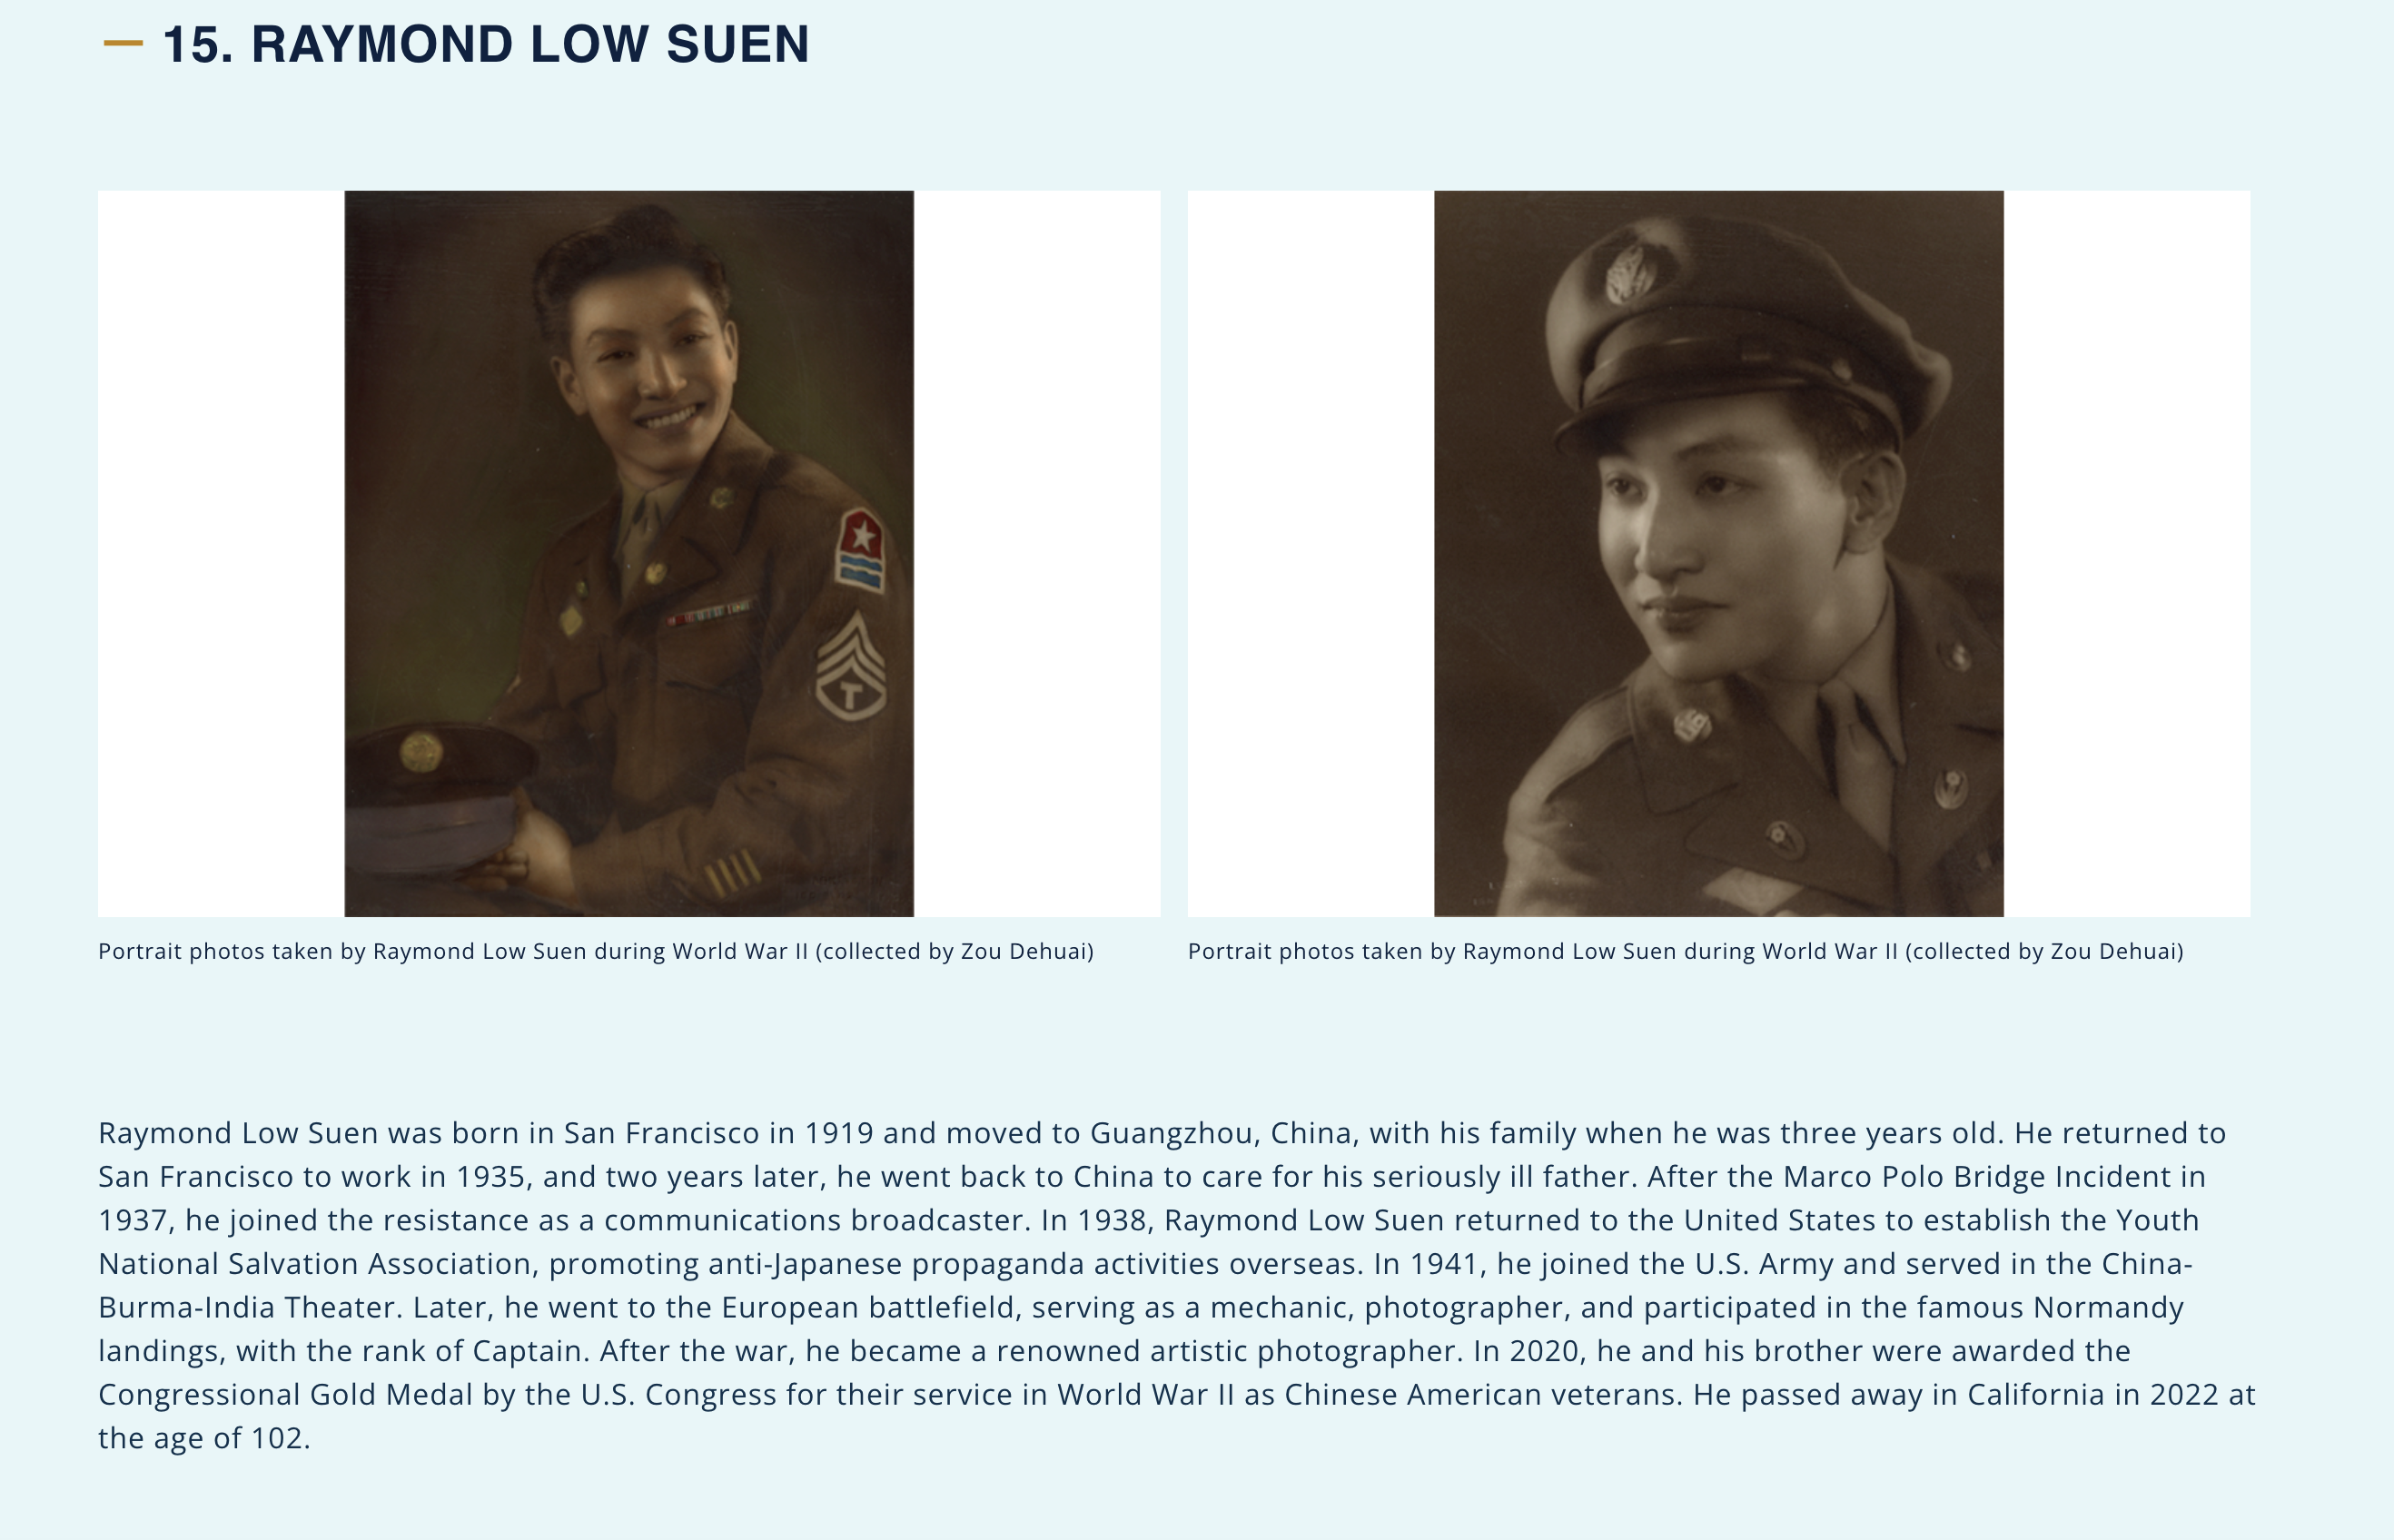 — 15. RAYMOND LOW SUEN
T
Portrait photos taken by Raymond Low Suen during World War II (collected by Zou Dehuai)
Portrait photos taken by Raymond Low Suen during World War II (collected by Zou Dehuai)
Raymond Low Suen was born in San Francisco in 1919 and moved to Guangzhou, China, with his family when he was three years old. He returned to
San Francisco to work in 1935, and two years later, he went back to China to care for his seriously ill father. After the Marco Polo Bridge Incident in
1937, he joined the resistance as a communications broadcaster. In 1938, Raymond Low Suen returned to the United States to establish the Youth
National Salvation Association, promoting anti-Japanese propaganda activities overseas. In 1941, he joined the U.S. Army and served in the China-
Burma-India Theater. Later, he went to the European battlefield, serving as a mechanic, photographer, and participated in the famous Normandy
landings, with the rank of Captain. After the war, he became a renowned artistic photographer. In 2020, he and his brother were awarded the
Congressional Gold Medal by the U.S. Congress for their service in World War II as Chinese American veterans. He passed away in California in 2022 at
the age of 102.